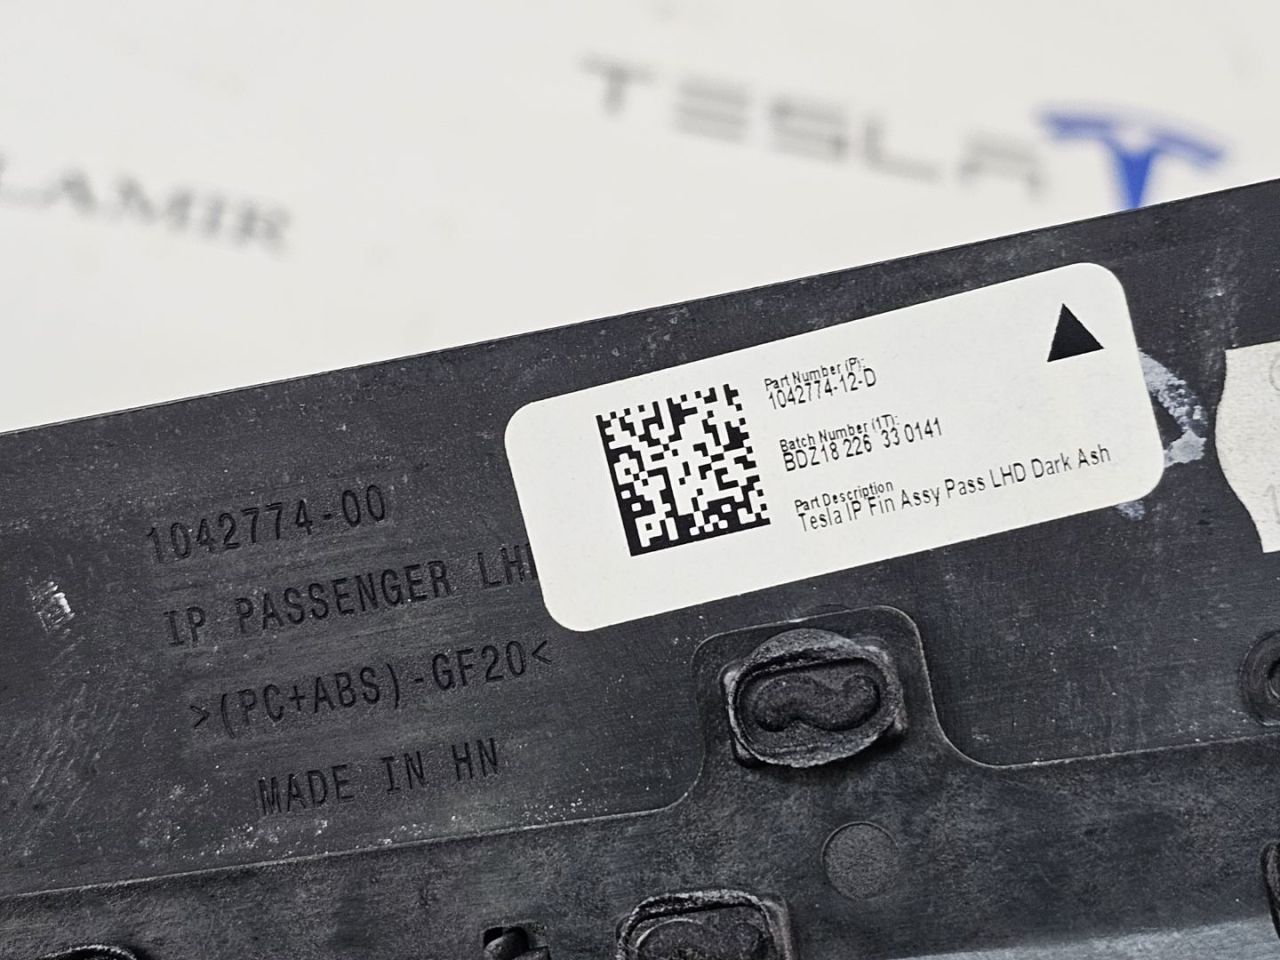 TESLA
LAMIR
Part Number (P):
1042774-12-D
Batch Number (1T):
BDZ18 226 33 0141
Part Description
Tesla IP Fin Assy Pass LHD Dark Ash
1042774-00
IP PASSENGER LH
>(PC+ABS)-GF20<
MADE IN HN